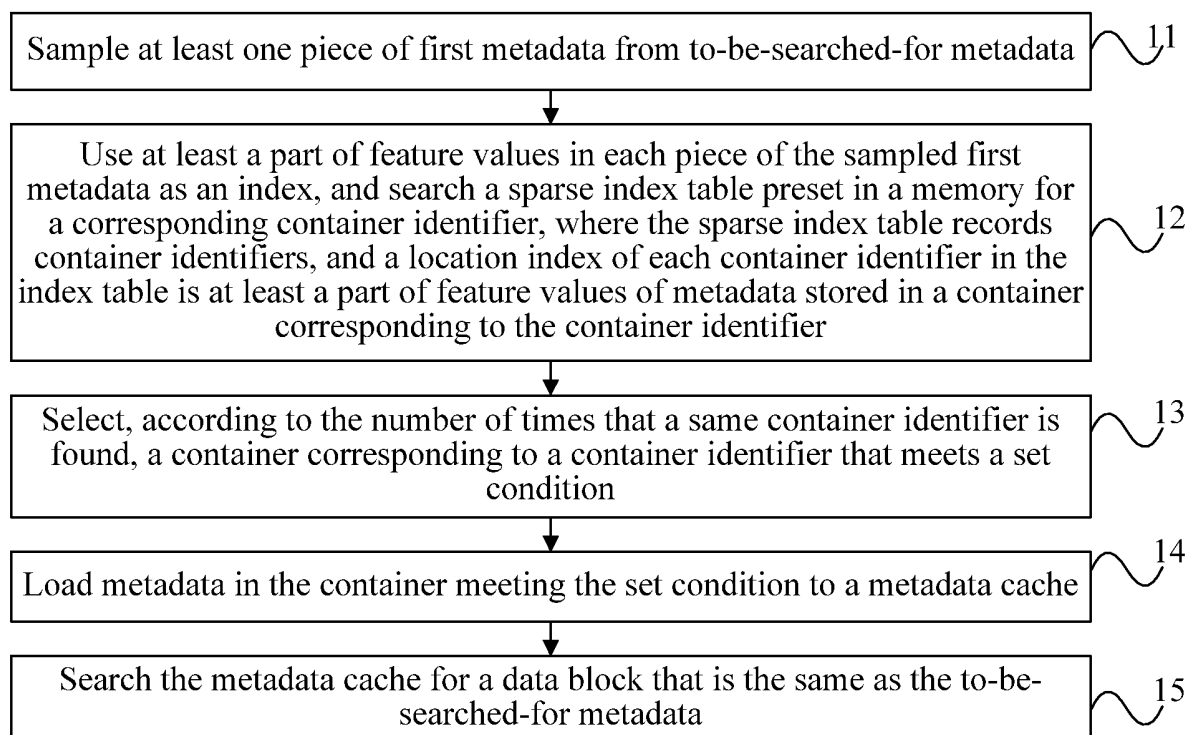 Sample at least one piece of first metadata from to-be-searched-for metadata
11
Use at least a part of feature values in each piece of the sampled first
metadata as an index, and search a sparse index table preset in a memory for
a corresponding container identifier, where the sparse index table records
container identifiers, and a location index of each container identifier in the
index table is at least a part of feature values of metadata stored in a container
corresponding to the container identifier
12
Select, according to the number of times that a same container identifier is
found, a container corresponding to a container identifier that meets a set
condition
13
Load metadata in the container meeting the set condition to a metadata cache
14
Search the metadata cache for a data block that is the same as the to-be-
searched-for metadata
15